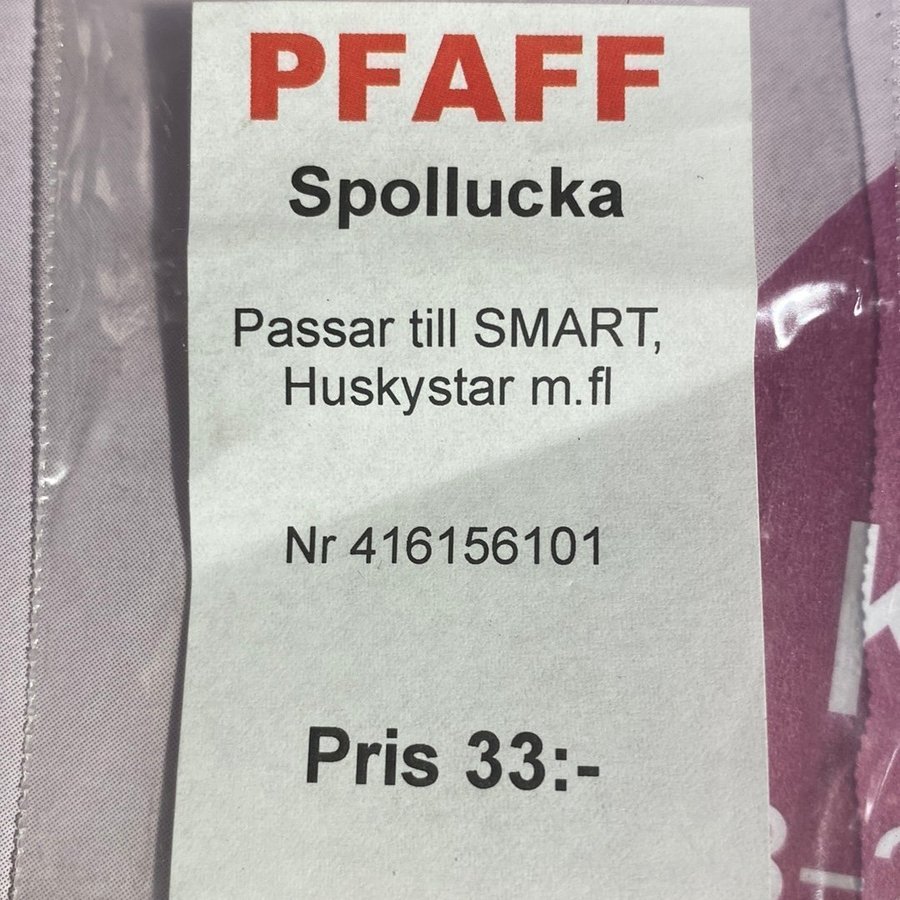 PFAFF
Spollucka
Passar till SMART,
Huskystar m.fl
Nr 416156101
Pris 33:-